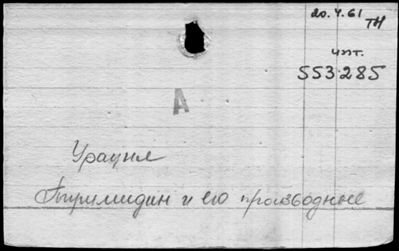 20.4.61
ТН
чит.
553285
А
Урацил
Пиримидин и его производные